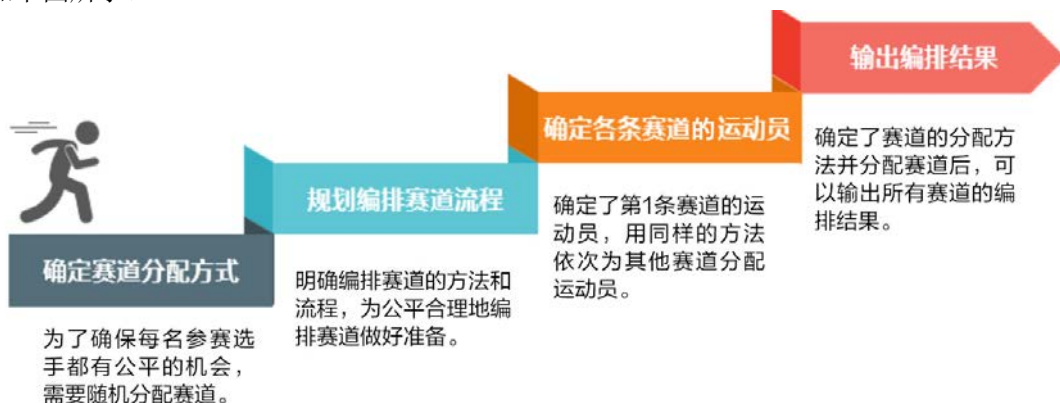 确定赛道分配方式
为了确保每名参赛选
手都有公平的机会，
需要随机分配赛道。
规划编排赛道流程
明确编排赛道的方法和
流程，为公平合理地编
排赛道做好准备。
确定各条赛道的运动员
确定了第1条赛道的运
动员，用同样的方法
依次为其他赛道分配
运动员。
输出编排结果
确定了赛道的分配方
法并分配赛道后，可
以输出所有赛道的编
排结果。